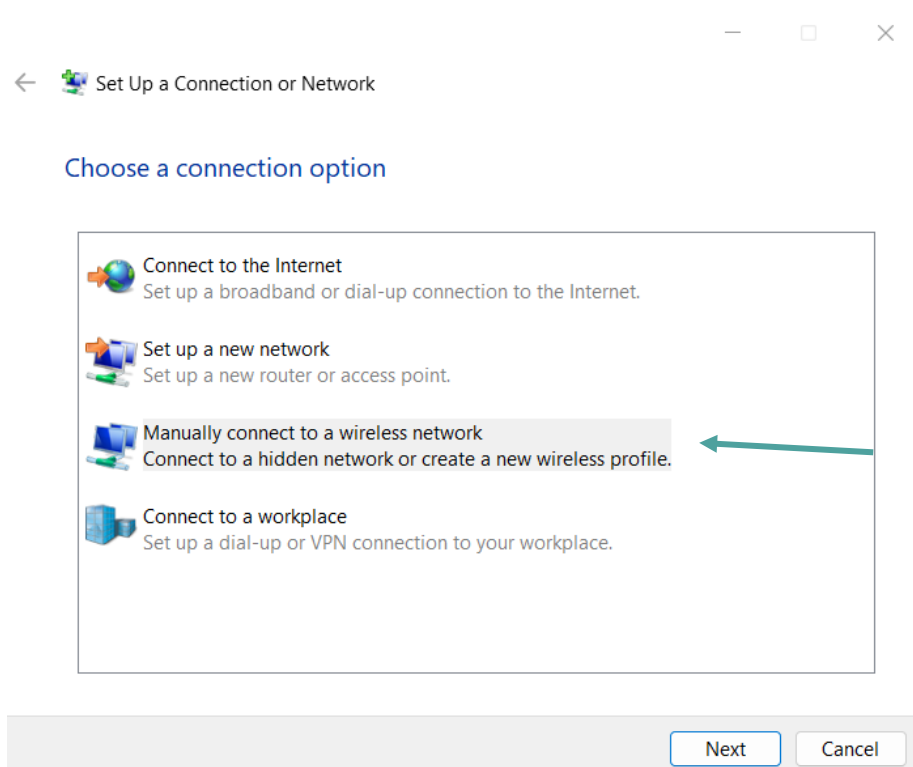 Set Up a Connection or Network
Choose a connection option
Connect to the Internet
Set up a broadband or dial-up connection to the Internet.
Set up a new network
Set up a new router or access point.
Manually connect to a wireless network
Connect to a hidden network or create a new wireless profile.
Connect to a workplace
Set up a dial-up or VPN connection to your workplace.
Next
Cancel